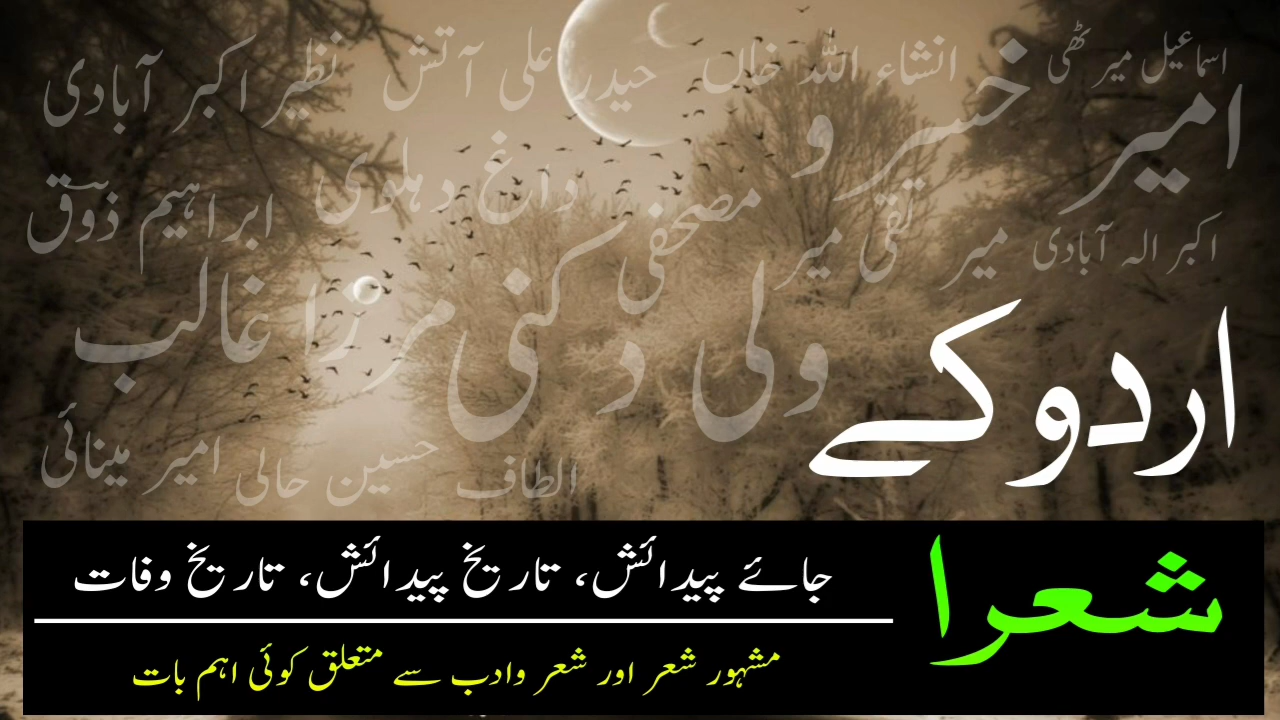 اسماعیل میرٹھی
انشاء اللہ خاں
حیدر علی آتش
نظیر اکبر آبادی
امیر خسرو
داغ دہلوی
ابراہیم ذوق
مصحفی
میر تقی میر
اکبر الہ آبادی
ولی دکنی
مرزا غالب
اردو کے
الطاف حسین حالی
امیر مینائی
شعرا
جائے پیدائش، تاریخ پیدائش، تاریخ وفات
مشہور شعر اور شعر وادب سے متعلق کوئی اہم بات